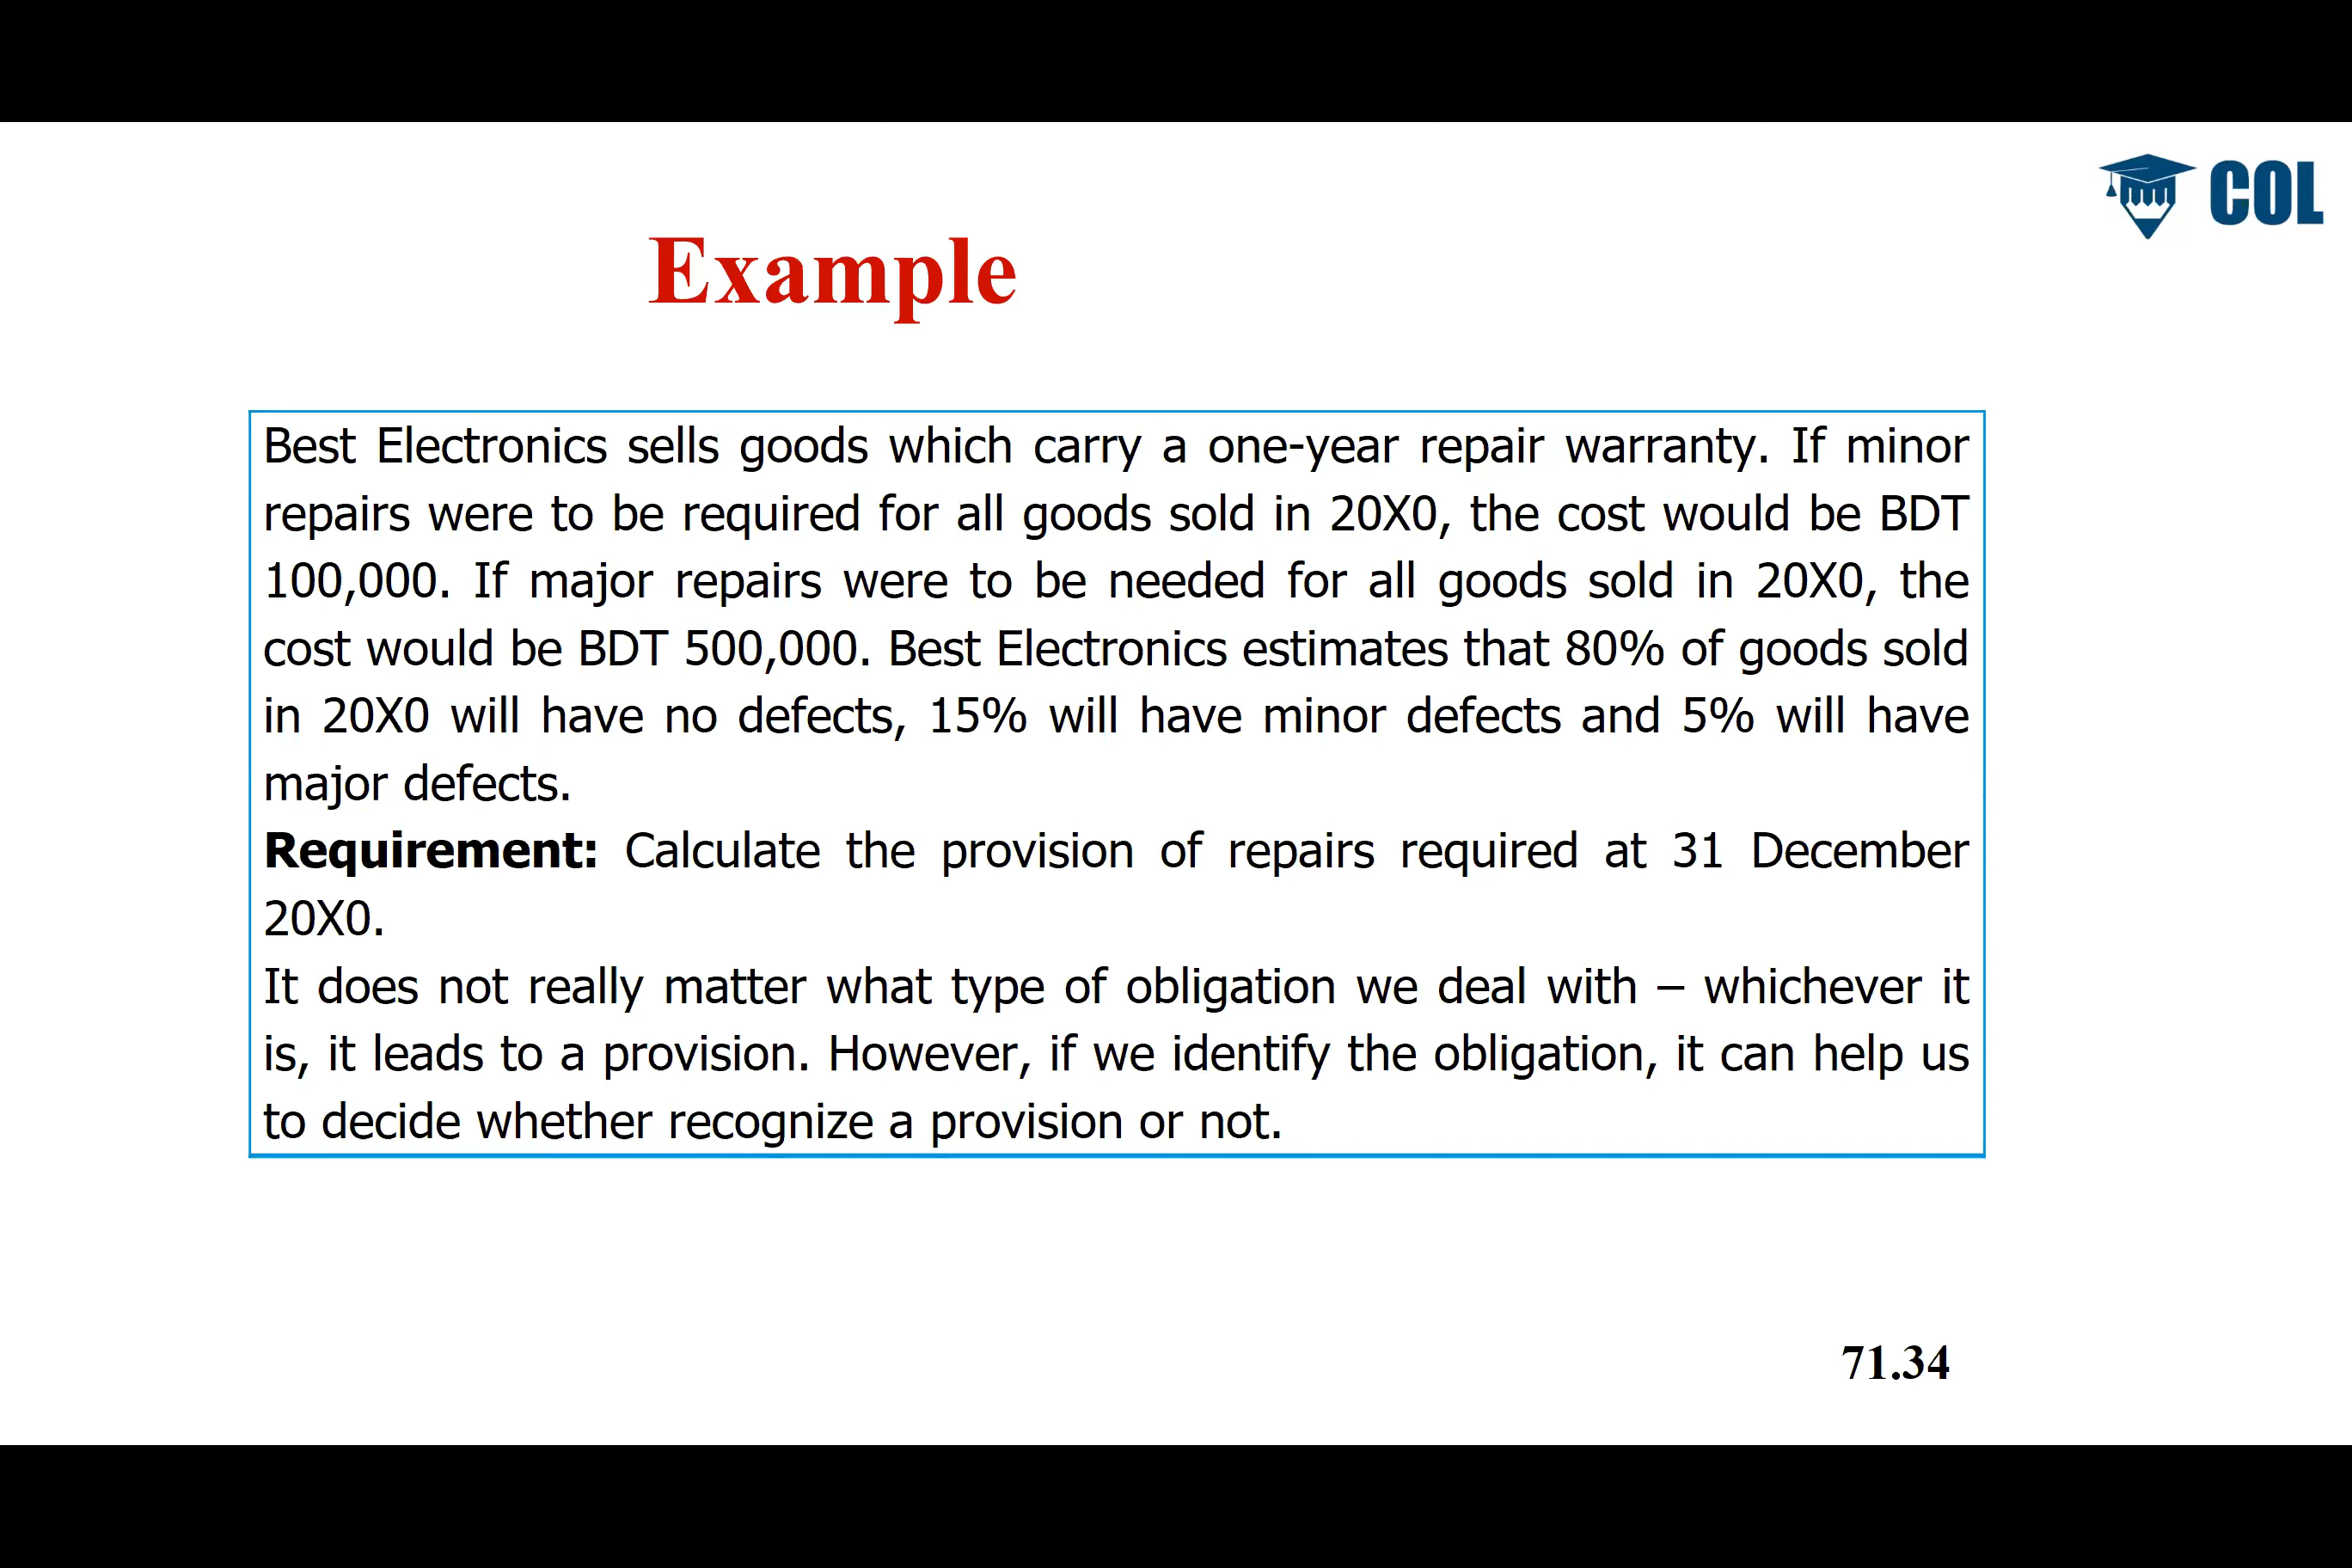 COL
Example
Best Electronics sells goods which carry a one-year repair warranty. If minor
repairs were to be required for all goods sold in 20X0, the cost would be BDT
100,000. If major repairs were to be needed for all goods sold in 20X0, the
cost would be BDT 500,000. Best Electronics estimates that 80% of goods sold
in 20X0 will have no defects, 15% will have minor defects and 5% will have
major defects.
Requirement: Calculate the provision of repairs required at 31 December
20X0.
It does not really matter what type of obligation we deal with – whichever it
is, it leads to a provision. However, if we identify the obligation, it can help us
to decide whether recognize a provision or not.
71.34